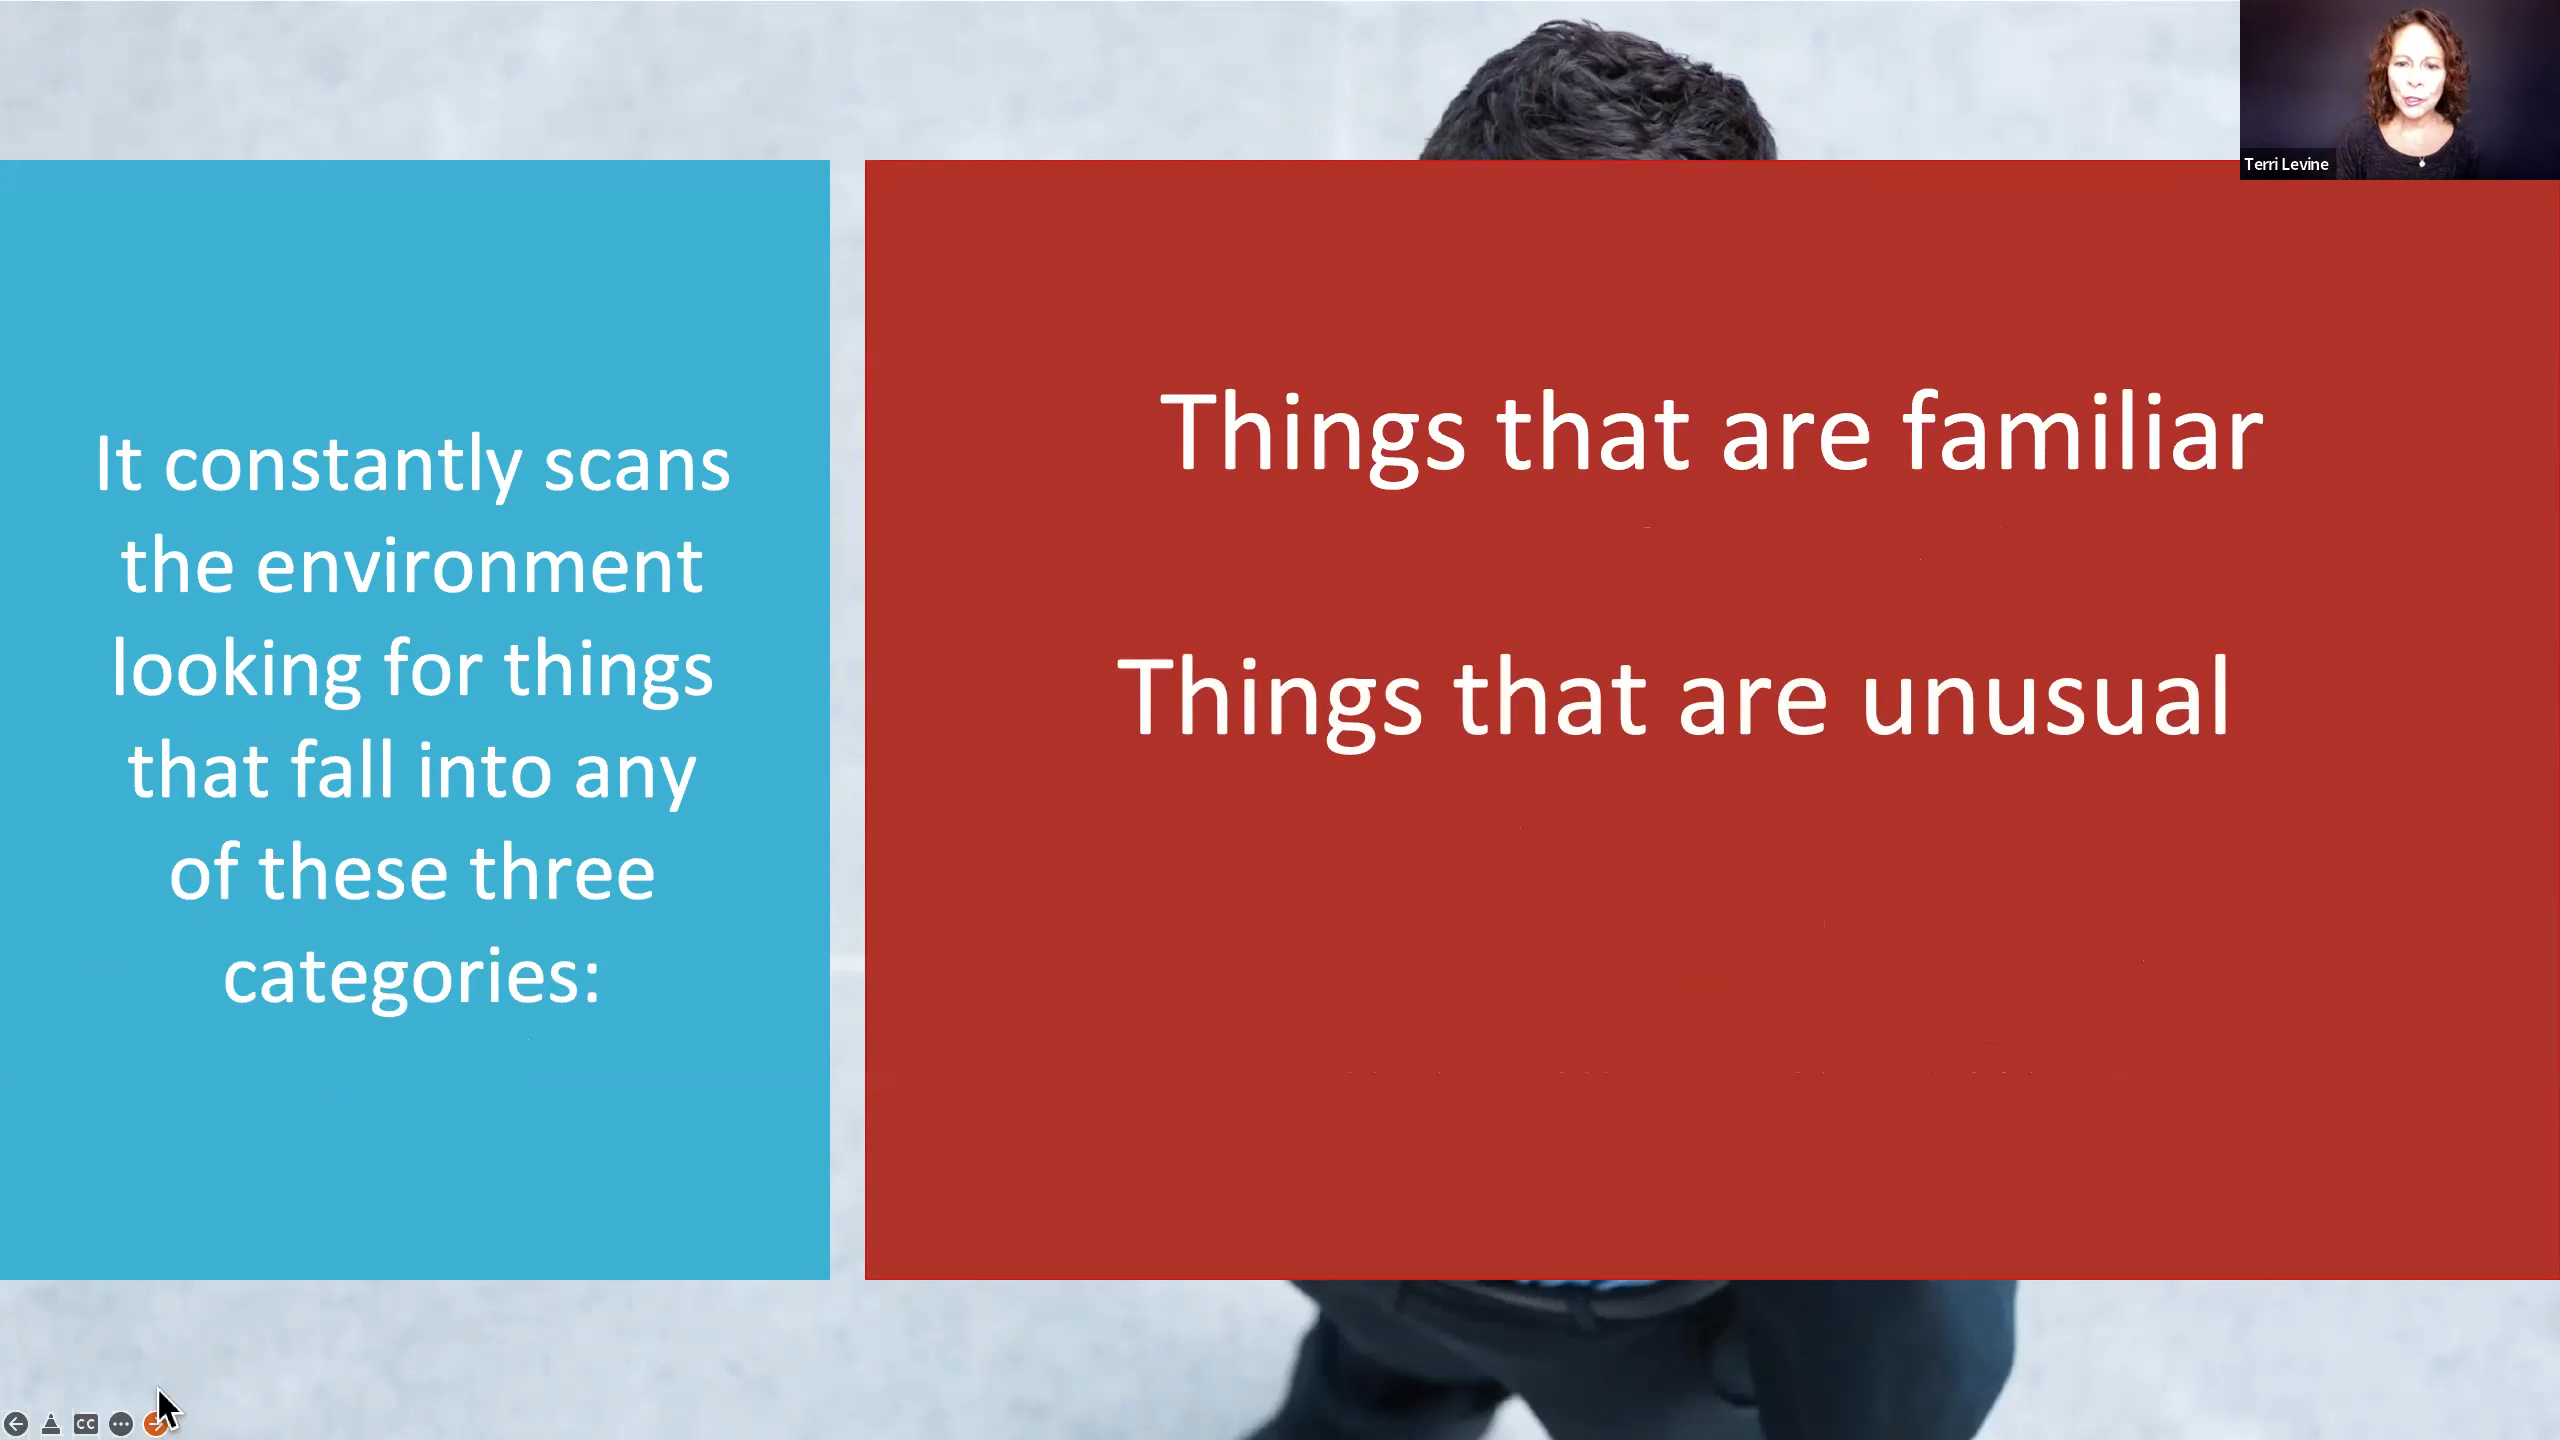 Terri Levine
It constantly scans
the environment
looking for things
that fall into any
of these three
categories:
Things that are familiar
Things that are unusual
CC